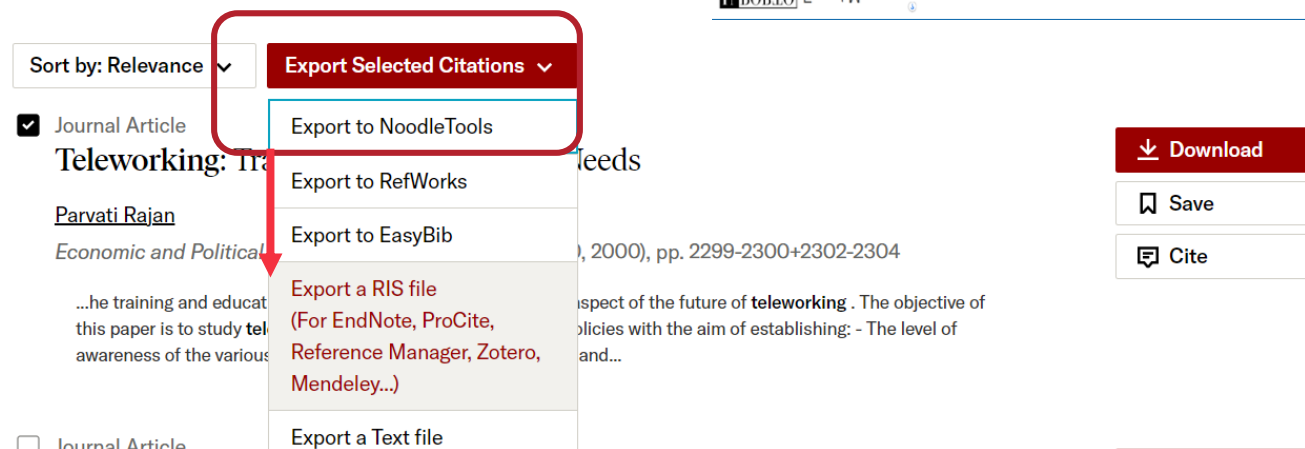 Sort by: Relevance
Export Selected Citations
Journal Article
Export to NoodleTools
Teleworking:
Needs
Download
Export to RefWorks
Save
Parvati Rajan
Export to EasyBib
Economic and Political
, 2000), pp. 2299-2300+2302-2304
Cite
Export a RIS file
(For EndNote, ProCite,
Reference Manager, Zotero,
Mendeley...)
...he training and educat
spect of the future of teleworking . The objective of
this paper is to study tel
olicies with the aim of establishing: - The level of
awareness of the various
and...
Export a Text file
Journal Article